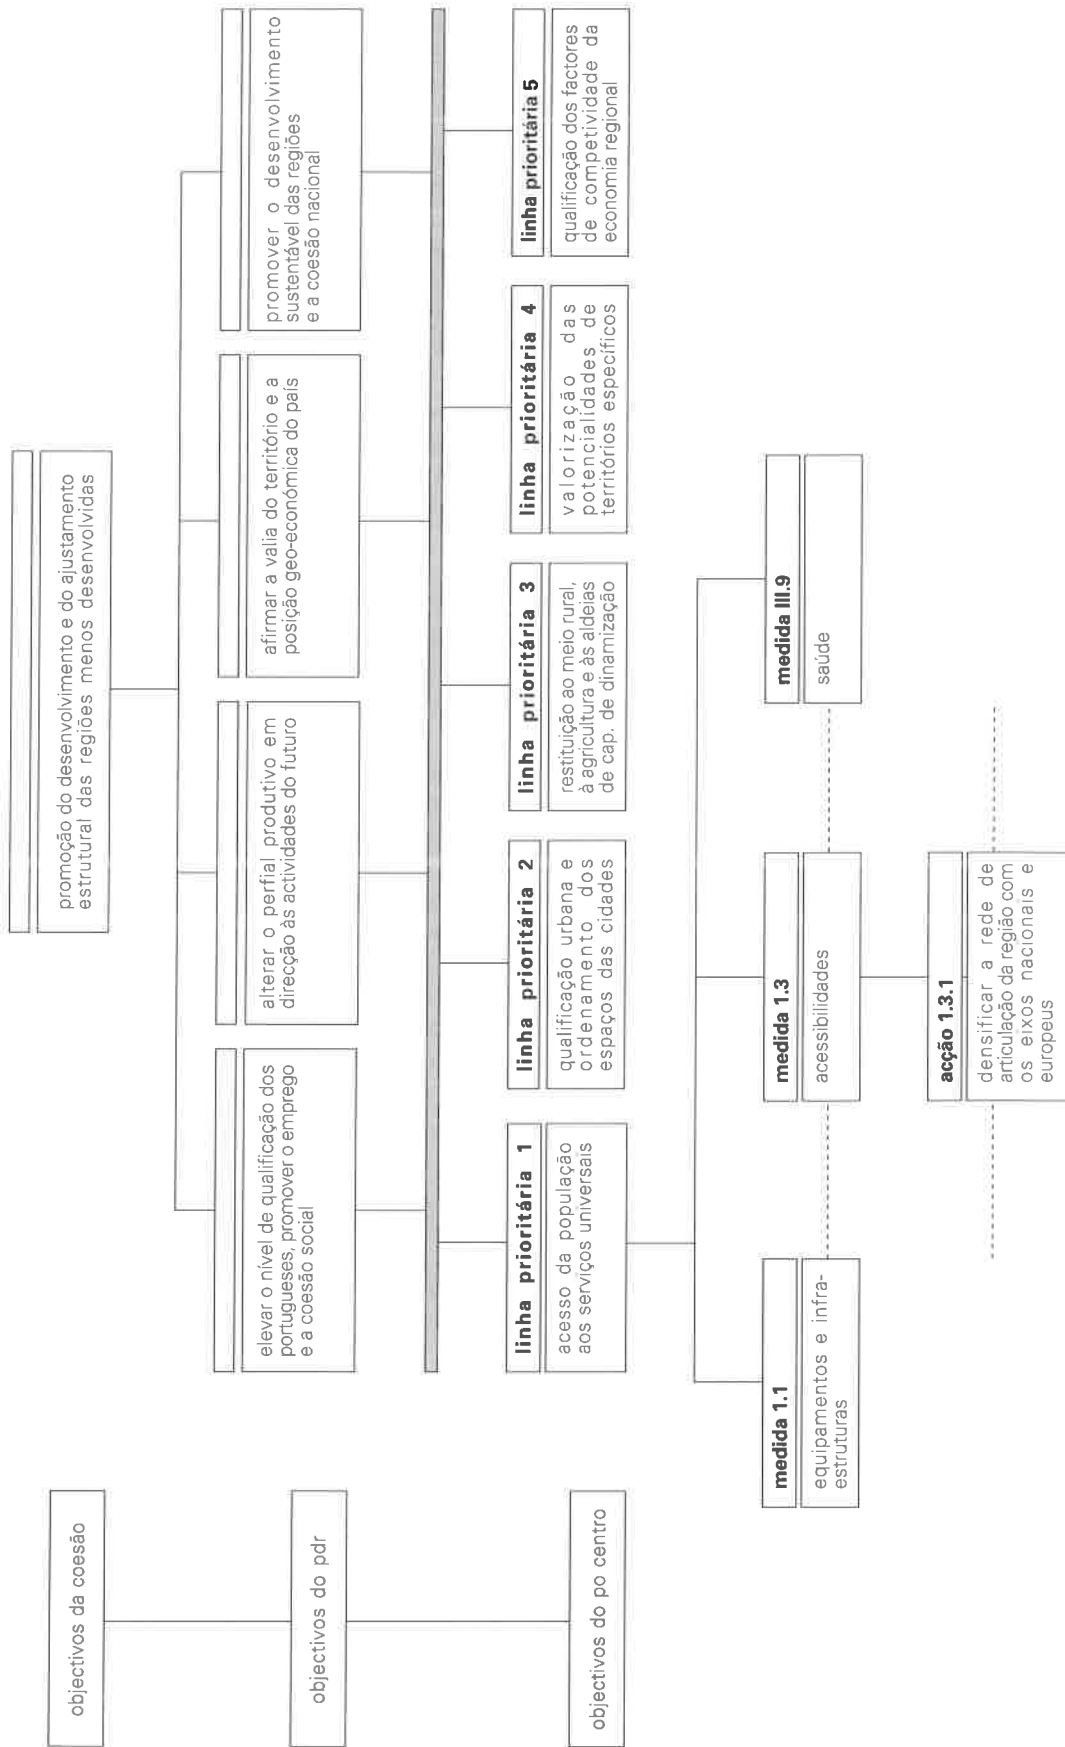 objectivos da coesão
promoção do desenvolvimento e do ajustamento
estrutural das regiões menos desenvolvidas
objectivos do pdr
elevar o nível de qualificação dos
portugueses, promover o emprego
e a coesão social
alterar o perfial produtivo em
direcção às actividades do futuro
afirmar a valia do território e a
posição geo-económica do país
promover o desenvolvimento
sustentável das regiões
e a coesão nacional
objectivos do po centro
linha prioritária 1
acesso da população
aos serviços universais
linha prioritária 2
qualificação urbana e
ordenamento dos
espaços das cidades
linha prioritária 3
restituição ao meio rural,
à agricultura e às aldeias
de cap. de dinamização
linha prioritária 4
valorização das
potencialidades de
territórios específicos
linha prioritária 5
qualificação dos factores
de competividade da
economia regional
medida 1.1
equipamentos e infra-
estruturas
medida 1.3
acessibilidades
medida III.9
saúde
acção 1.3.1
densificar a rede de
articulação da região com
os eixos nacionais e
europeus